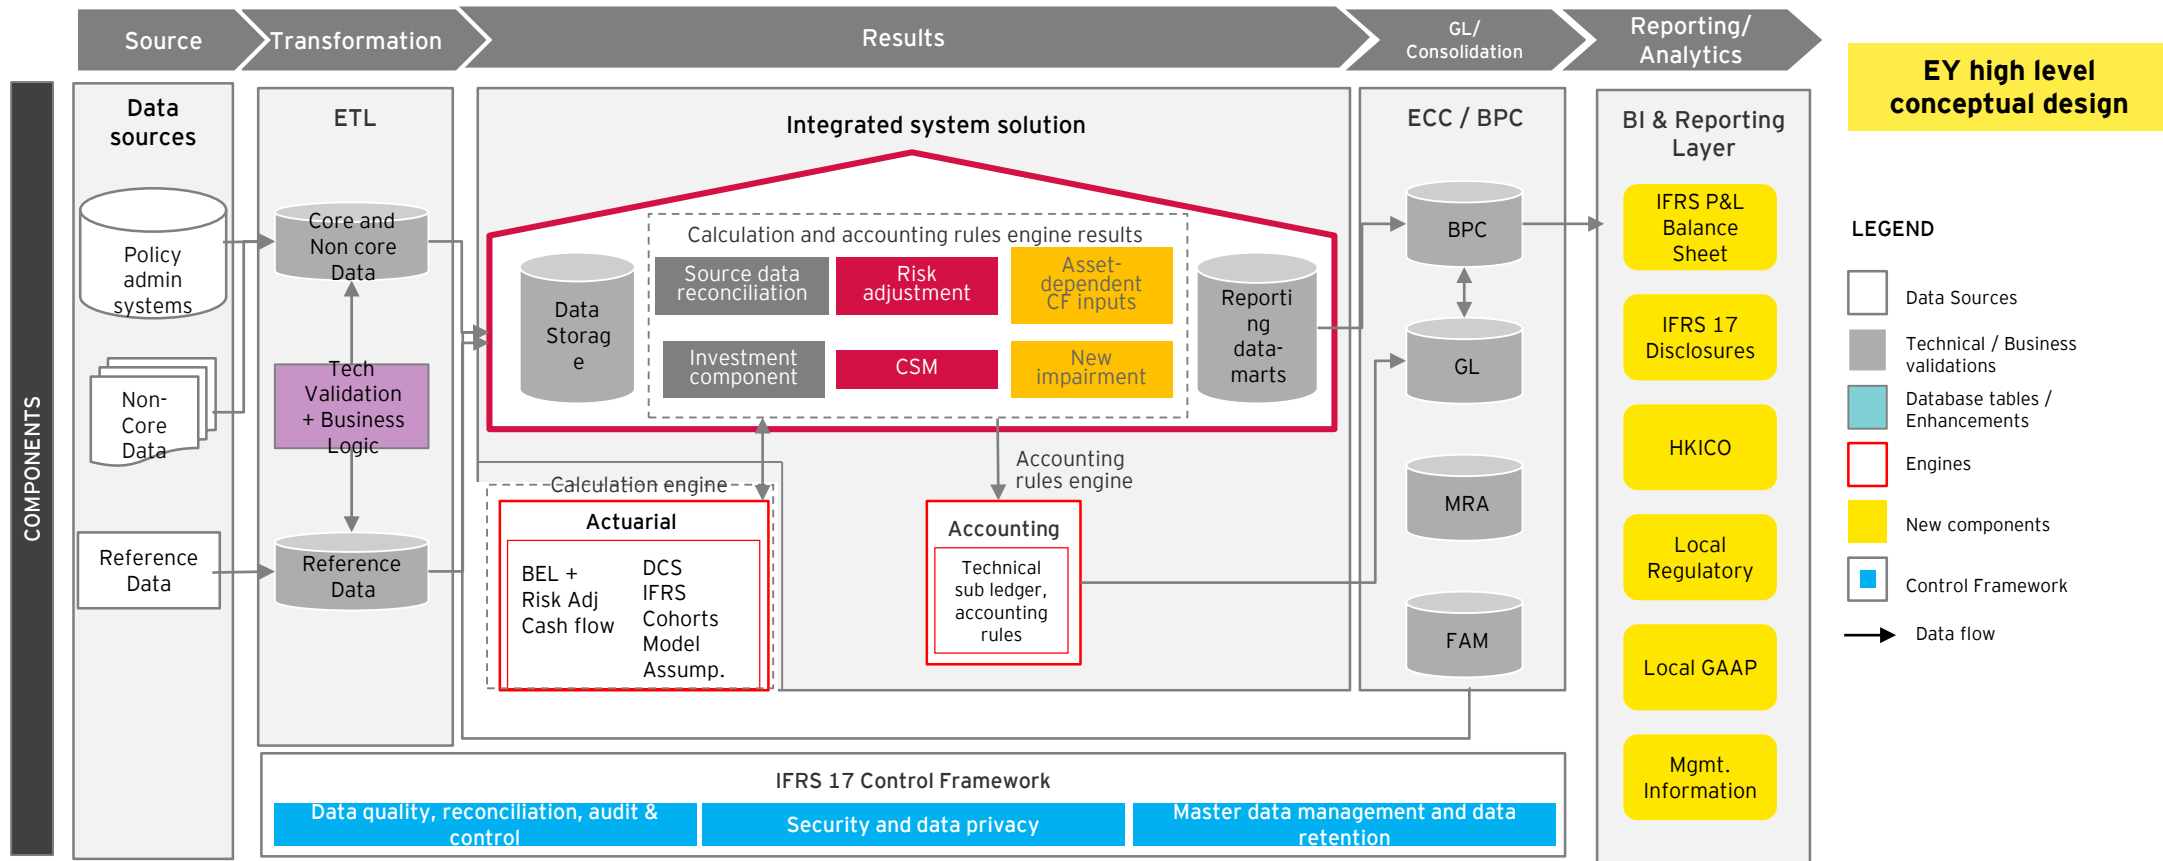 Source
Transformation
Results
GL/
Consolidation
Reporting/
Analytics
EY high level
conceptual design
COMPONENTS
Data
sources
Policy
admin
systems
Non-
Core
Data
Reference
Data
ETL
Core and
Non core
Data
Tech
Validation
+ Business
Logic
Reference
Data
Integrated system solution
Data
Storag
e
Calculation and accounting rules engine results
Source data
reconciliation
Risk
adjustment
Asset-
dependent
CF inputs
Investment
component
CSM
New
impairment
Reporti
ng
data-
marts
Calculation engine
Actuarial
BEL +
Risk Adj
Cash flow
DCS
IFRS
Cohorts
Model
Assump.
Accounting
rules engine
Accounting
Technical
sub ledger,
accounting
rules
ECC / BPC
BPC
GL
MRA
FAM
BI & Reporting
Layer
IFRS P&L
Balance
Sheet
IFRS 17
Disclosures
HKICO
Local
Regulatory
Local GAAP
Mgmt.
Information
LEGEND
Data Sources
Technical / Business
validations
Database tables /
Enhancements
Engines
New components
Control Framework
Data flow
IFRS 17 Control Framework
Data quality, reconciliation, audit &
control
Security and data privacy
Master data management and data
retention